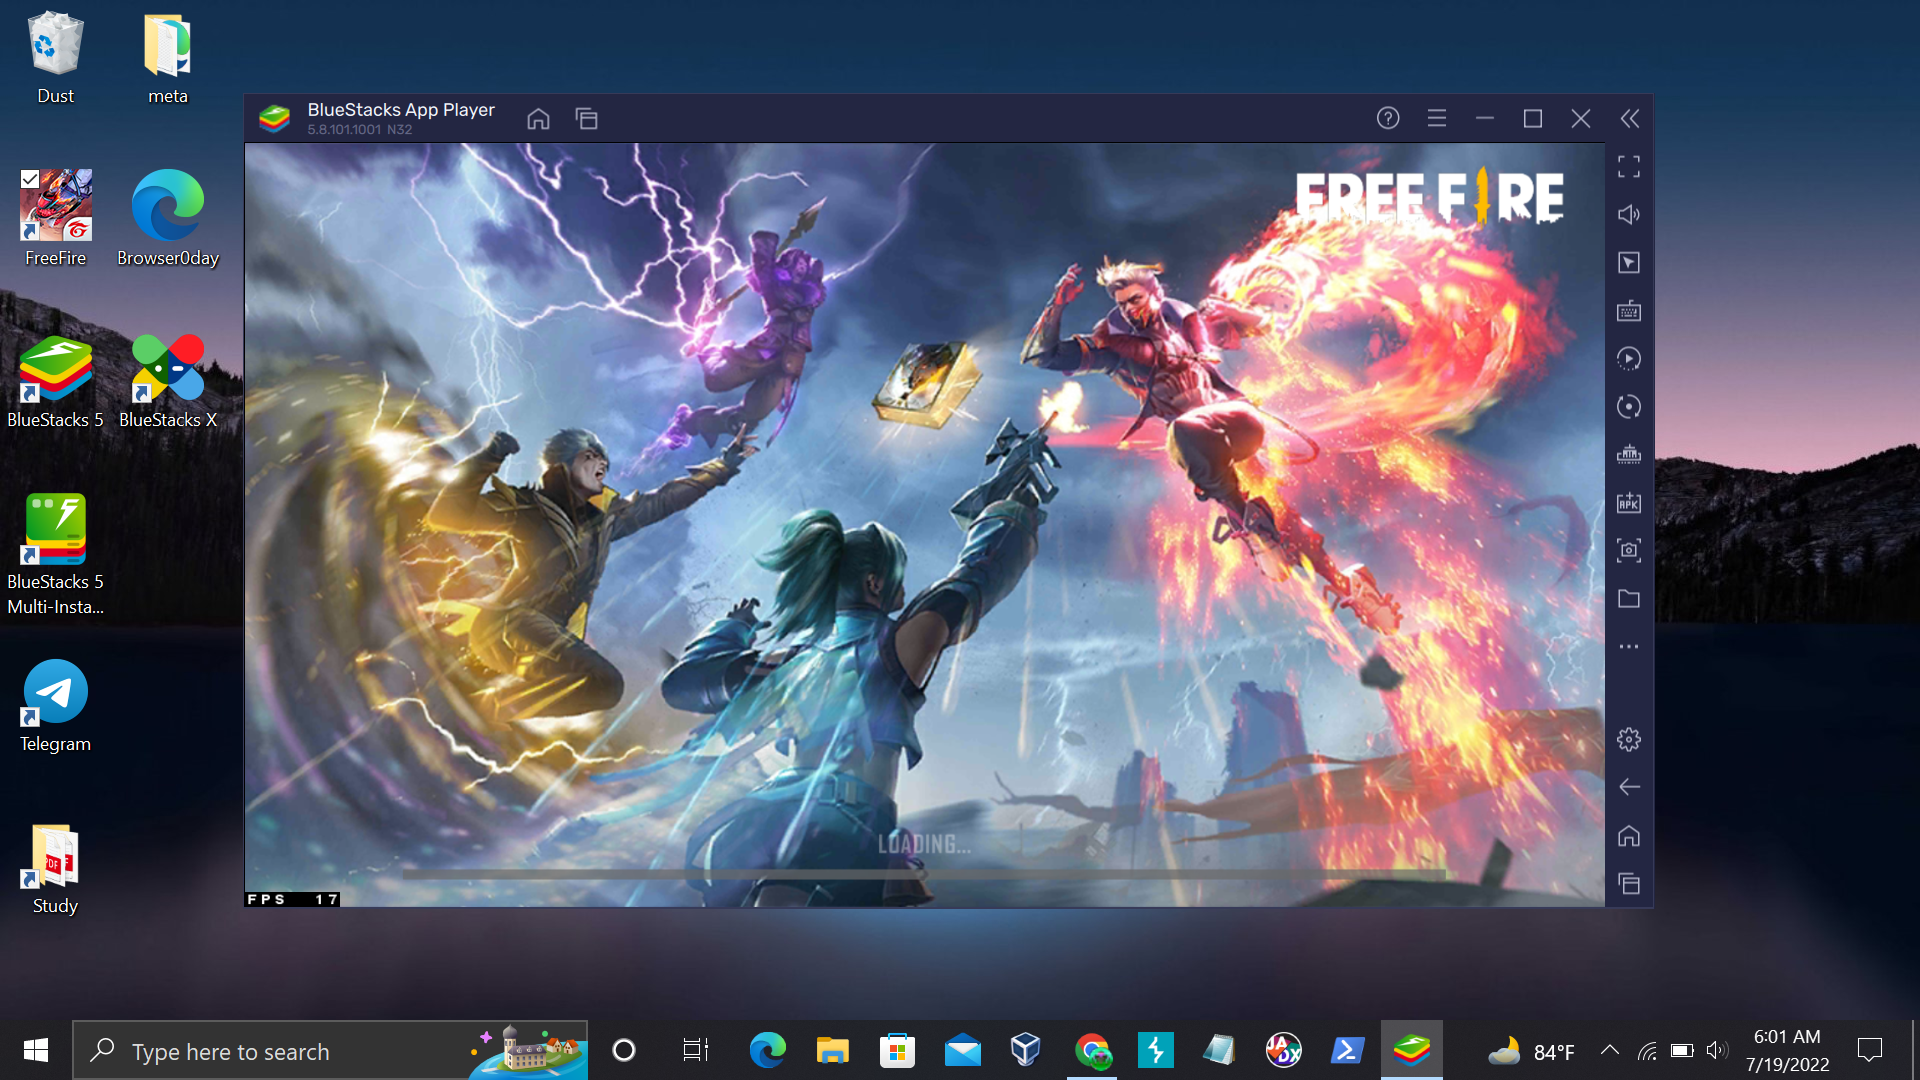 Dust
meta
FreeFire
Browser0day
BlueStacks 5
BlueStacks X
BlueStacks 5
Multi-Insta...
Telegram
PDF
Study
BlueStacks App Player
5.8.101.1001 N32
FREE FIRE
APK
LOADING...
FPS 17
Type here to search
JADX
84°F
6:01 AM
7/19/2022